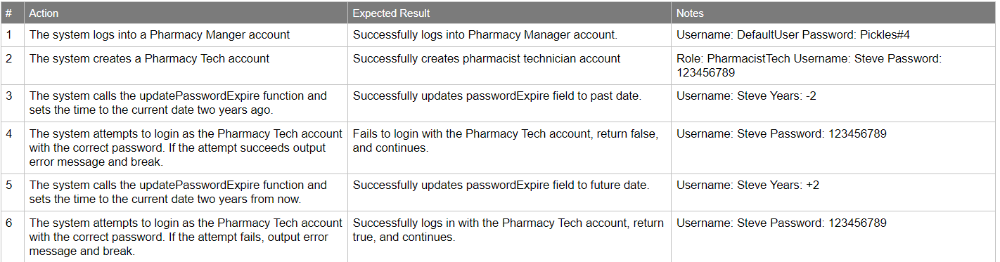 # Action Expected Result Notes
1 The system logs into a Pharmacy Manger account Successfully logs into Pharmacy Manager account. Username: DefaultUser Password: Pickles#4
2 The system creates a Pharmacy Tech account Successfully creates pharmacist technician account Role: PharmacistTech Username: Steve Password:
123456789
3 The system calls the updatePasswordExpire function and Successfully updates passwordExpire field to past date. Username: Steve Years: -2
sets the time to the current date two years ago.
4 The system attempts to login as the Pharmacy Tech account Fails to login with the Pharmacy Tech account, return false, Username: Steve Password: 123456789
with the correct password. If the attempt succeeds output and continues.
error message and break.
5 The system calls the updatePasswordExpire function and Successfully updates passwordExpire field to future date. Username: Steve Years: +2
sets the time to the current date two years from now.
6 The system attempts to login as the Pharmacy Tech account Successfully logs in with the Pharmacy Tech account, return Username: Steve Password: 123456789
with the correct password. If the attempt fails, output error true, and continues.
message and break.